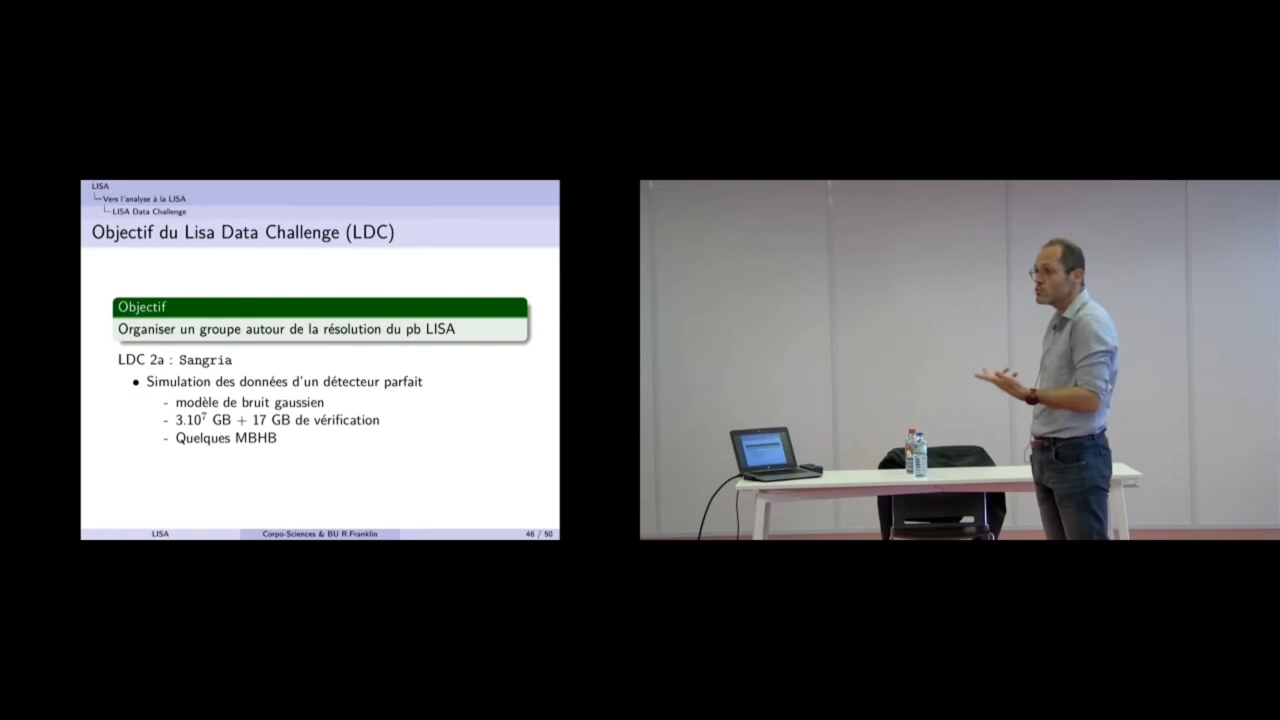 LISA
Vers l'analyse à la LISA
LISA Data Challenge
Objectif du Lisa Data Challenge (LDC)
Objectif
Organiser un groupe autour de la résolution du pb LISA
LDC 2a : Sangria
• Simulation des données d'un détecteur parfait
- modèle de bruit gaussien
- 3.10⁷ GB + 17 GB de vérification
- Quelques MBHB
LISA Corpo-Sciences & BU R.Franklin 46 / 50